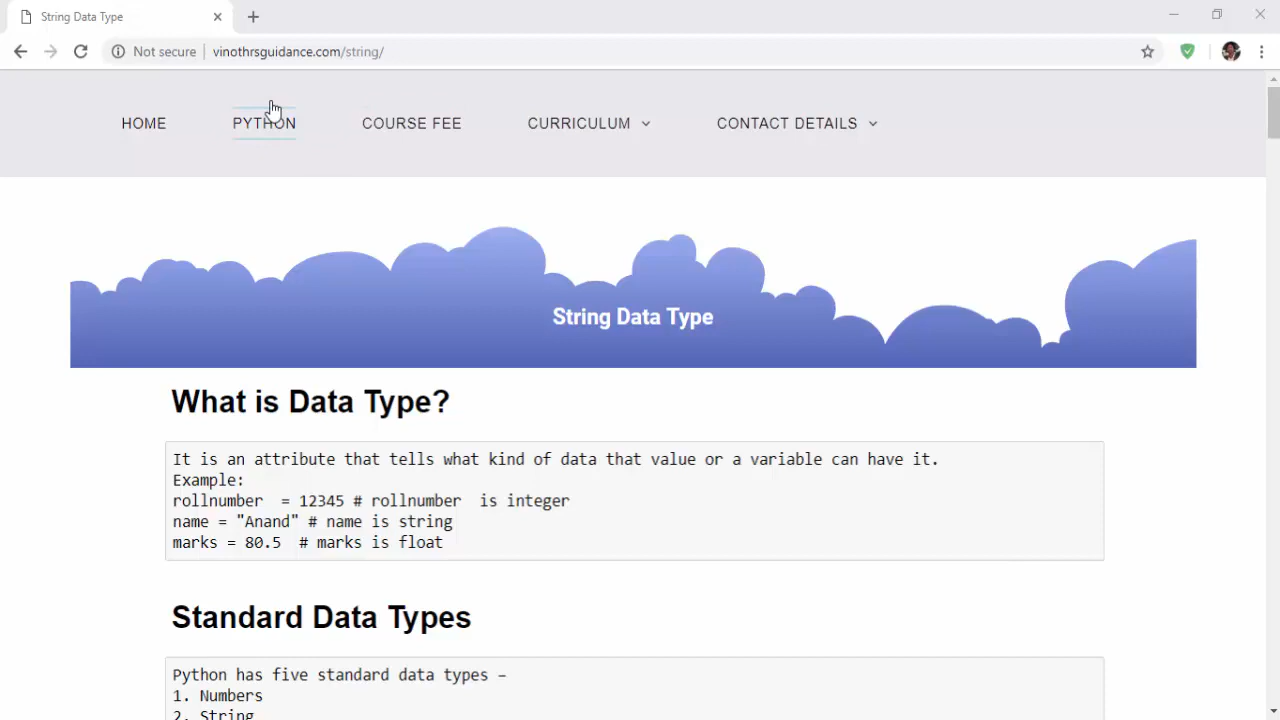 String Data Type
Not secure vinothrsguidance.com/string/
HOME PYTHON COURSE FEE CURRICULUM CONTACT DETAILS
String Data Type
What is Data Type?
It is an attribute that tells what kind of data that value or a variable can have it.
Example:
rollnumber  = 12345 # rollnumber  is integer
name = "Anand" # name is string
marks = 80.5  # marks is float
Standard Data Types
Python has five standard data types –
1. Numbers
2. String